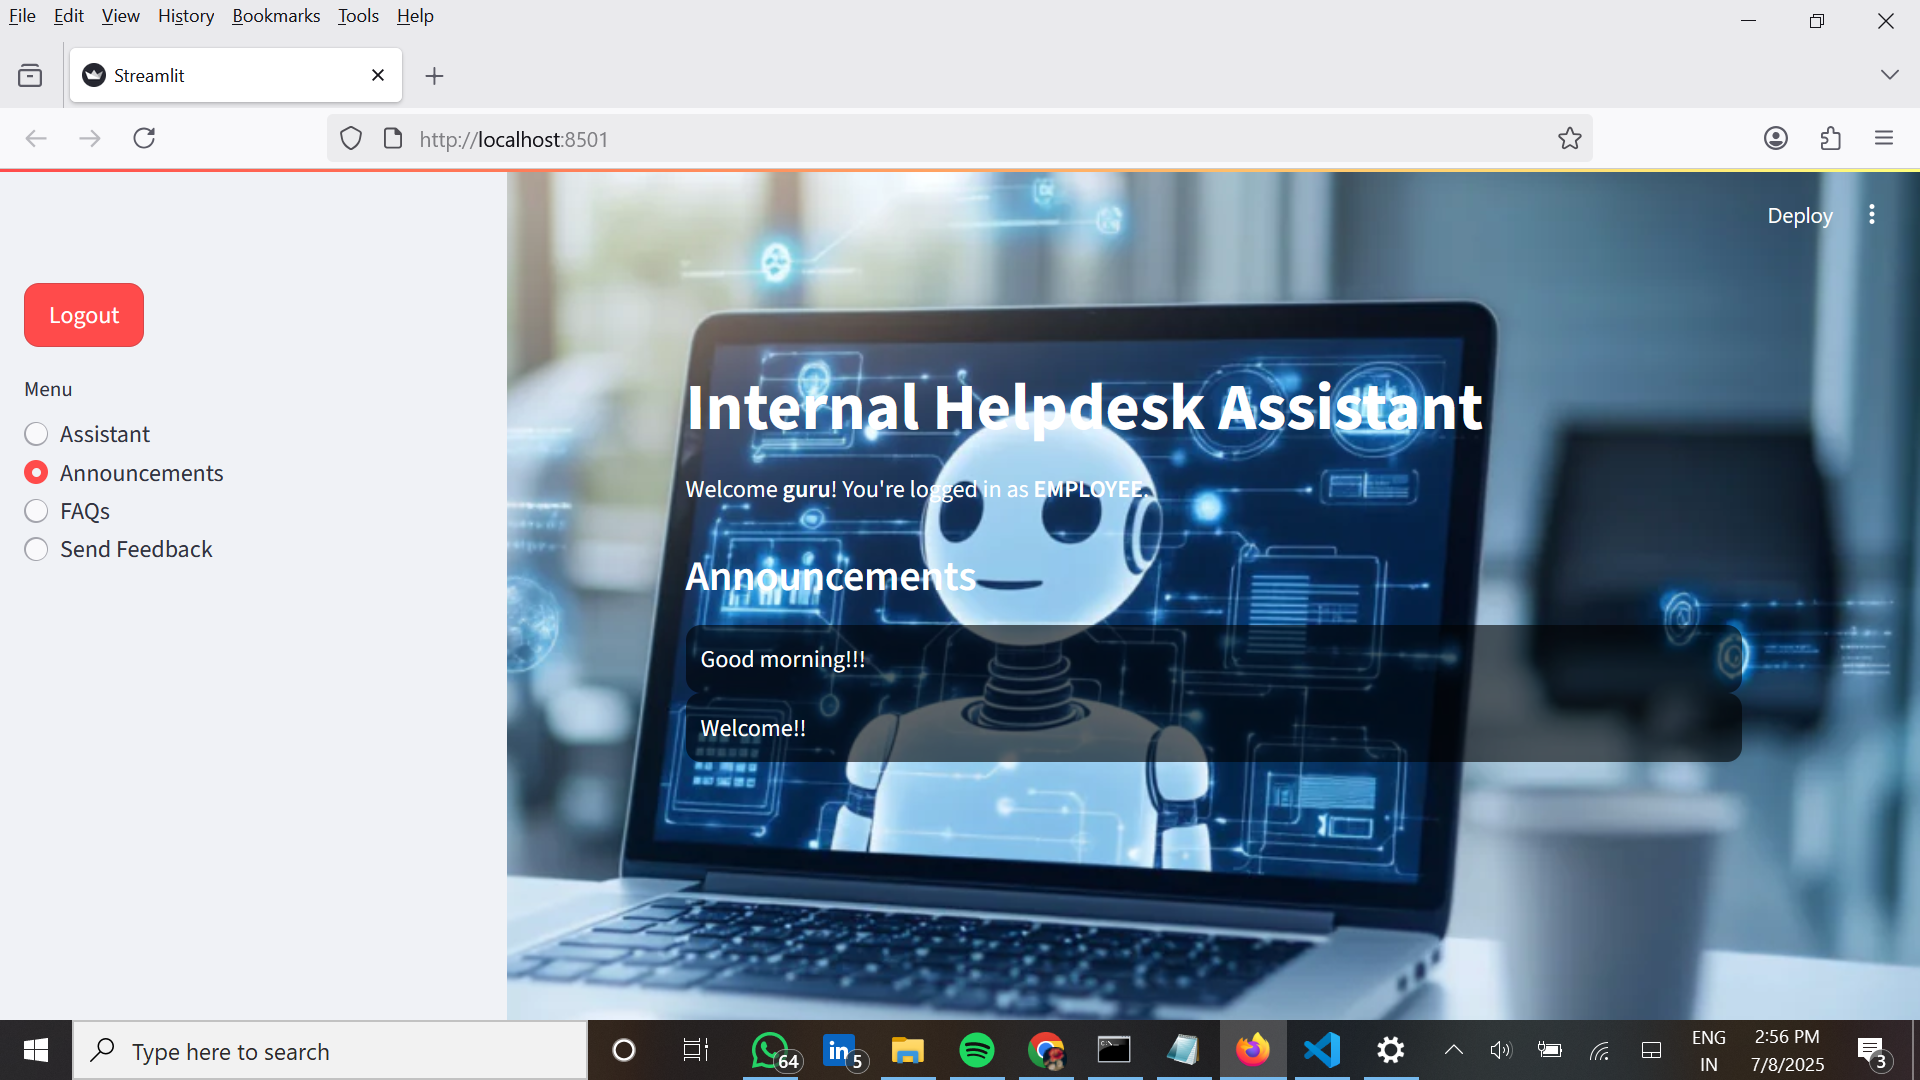 File Edit View History Bookmarks Tools Help
Streamlit
http://localhost:8501
Deploy
Logout
Menu
Assistant
Announcements
FAQs
Send Feedback
Internal Helpdesk Assistant
Welcome guru! You're logged in as EMPLOYEE.
Announcements
Good morning!!!
Welcome!!
Type here to search
64
5
ENG
IN
2:56 PM
7/8/2025
3